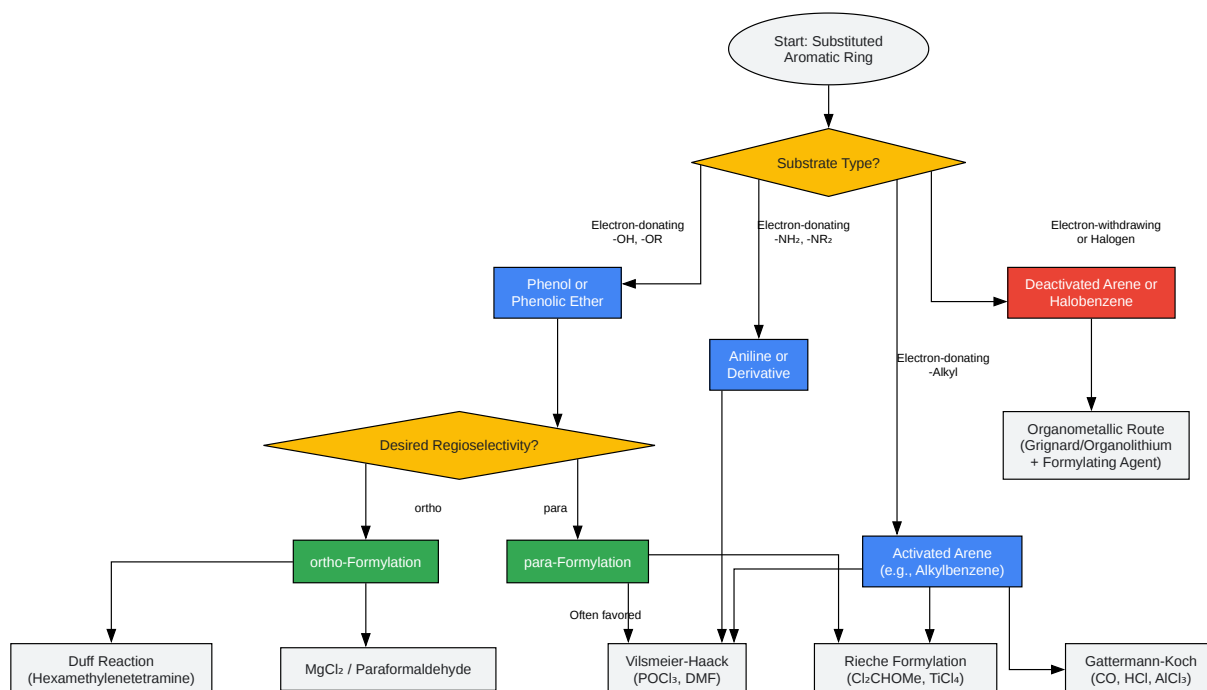 Start: Substituted
Aromatic Ring
Substrate Type?
Electron-donating
-OH, -OR
Electron-donating
-NH₂, -NR₂
Electron-withdrawing
or Halogen
Phenol or
Phenolic Ether
Deactivated Arene or
Halobenzene
Aniline or
Derivative
Electron-donating
-Alkyl
Organometallic Route
(Grignard/Organolithium
+ Formylating Agent)
Desired Regioselectivity?
ortho
para
ortho-Formylation
para-Formylation
Activated Arene
(e.g., Alkylbenzene)
Often favored
Duff Reaction
(Hexamethylenetetramine)
MgCl₂ / Paraformaldehyde
Vilsmeier-Haack
(POCl₃, DMF)
Rieche Formylation
(Cl₂CHOMe, TiCl₄)
Gattermann-Koch
(CO, HCl, AlCl₃)